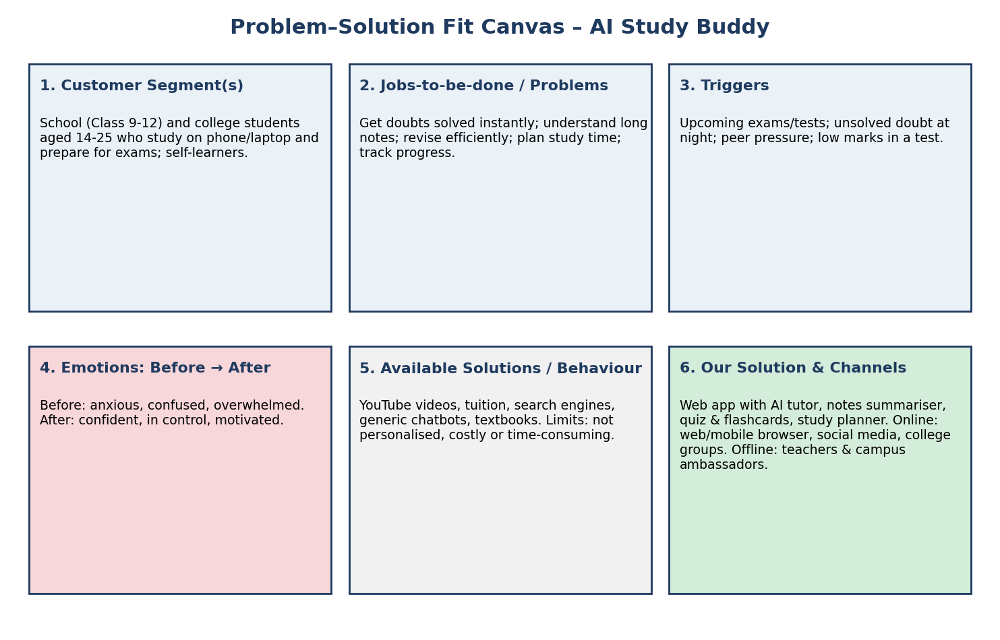 Problem–Solution Fit Canvas – AI Study Buddy
1. Customer Segment(s)
School (Class 9-12) and college students
aged 14-25 who study on phone/laptop and
prepare for exams; self-learners.
2. Jobs-to-be-done / Problems
Get doubts solved instantly; understand long
notes; revise efficiently; plan study time;
track progress.
3. Triggers
Upcoming exams/tests; unsolved doubt at
night; peer pressure; low marks in a test.
4. Emotions: Before → After
Before: anxious, confused, overwhelmed.
After: confident, in control, motivated.
5. Available Solutions / Behaviour
YouTube videos, tuition, search engines,
generic chatbots, textbooks. Limits: not
personalised, costly or time-consuming.
6. Our Solution & Channels
Web app with AI tutor, notes summariser,
quiz & flashcards, study planner. Online:
web/mobile browser, social media, college
groups. Offline: teachers & campus
ambassadors.